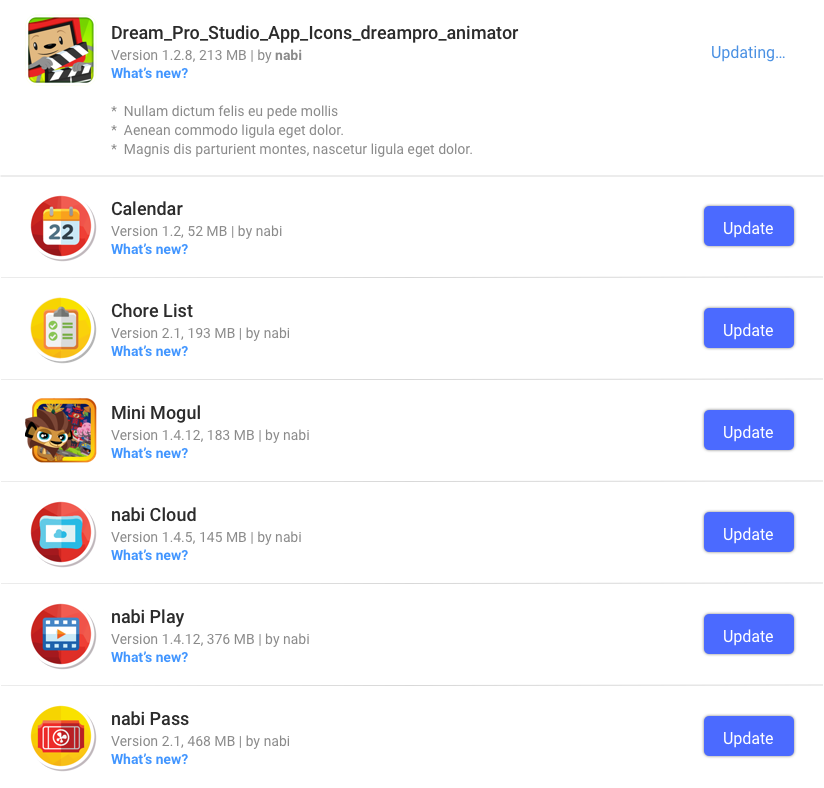 Dream_Pro_Studio_App_Icons_dreampro_animator
Version 1.2.8, 213 MB | by nabi
What's new?
Updating...
* Nullam dictum felis eu pede mollis
* Aenean commodo ligula eget dolor.
* Magnis dis parturient montes, nascetur ligula eget dolor.
22
Calendar
Version 1.2, 52 MB | by nabi
What's new?
Update
Chore List
Version 2.1, 193 MB | by nabi
What's new?
Update
Mini Mogul
Version 1.4.12, 183 MB | by nabi
What's new?
Update
nabi Cloud
Version 1.4.5, 145 MB | by nabi
What's new?
Update
nabi Play
Version 1.4.12, 376 MB | by nabi
What's new?
Update
nabi Pass
Version 2.1, 468 MB | by nabi
What's new?
Update